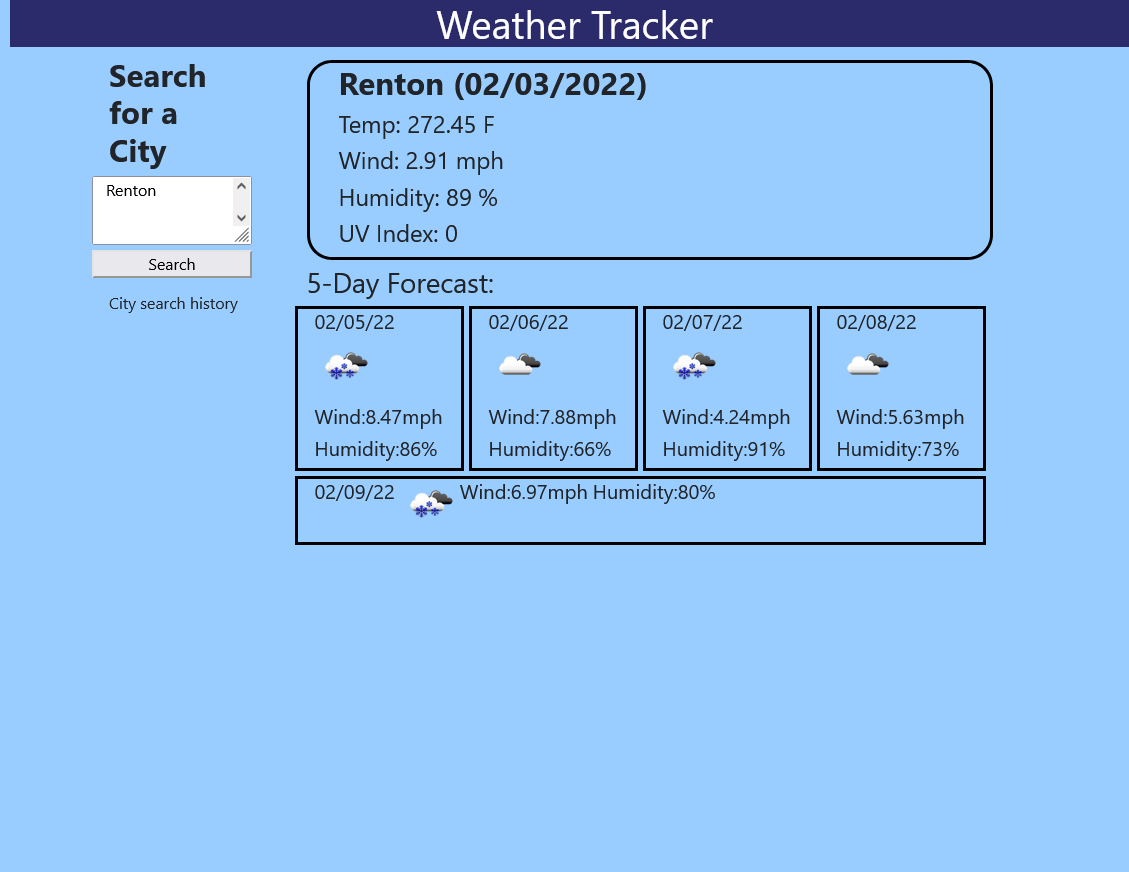 Weather Tracker
Search
for a
City
Renton
Search
City search history
Renton (02/03/2022)
Temp: 272.45 F
Wind: 2.91 mph
Humidity: 89 %
UV Index: 0
5-Day Forecast:
02/05/22
Wind:8.47mph
Humidity:86%
02/06/22
Wind:7.88mph
Humidity:66%
02/07/22
Wind:4.24mph
Humidity:91%
02/08/22
Wind:5.63mph
Humidity:73%
02/09/22 Wind:6.97mph Humidity:80%